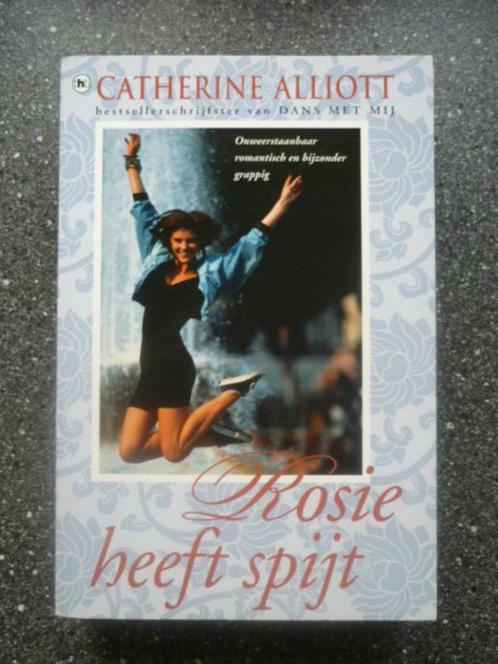 h
CATHERINE ALLIOTT
bestsellerschrijfster van DANS MET MIJ
Onweerstaanbaar
romantisch en bijzonder
grappig
Rosie
heeft spijt